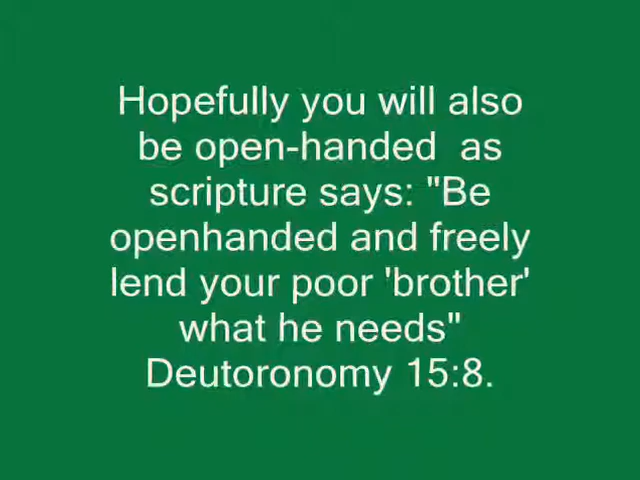 Hopefully you will also
be open-handed  as
scripture says: "Be
openhanded and freely
lend your poor 'brother'
what he needs"
Deutoronomy 15:8.